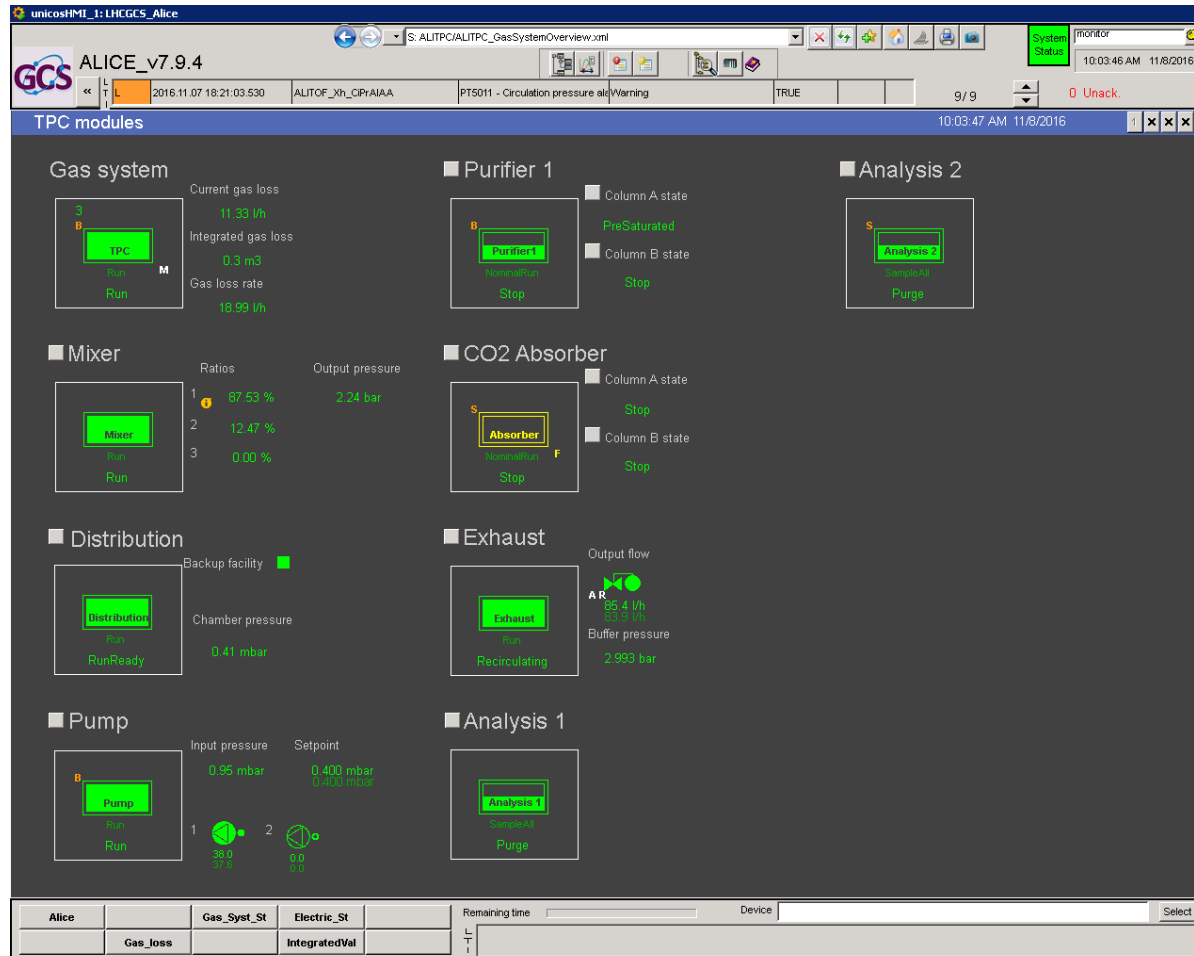 unicosHMI_1: LHCGCS_Alice
S: ALITPC/ALITPC_GasSystemOverview.xml
System Status
monitor
ALICE_v7.9.4
10:03:46 AM 11/8/2016
GCS
«
L
T
I
L
2016.11.07 18:21:03.530
ALITOF_Xh_CiPrAlAA
PT5011 - Circulation pressure ale
Warning
TRUE
9/ 9
0 Unack.
TPC modules
10:03:47 AM 11/8/2016
1
Gas system
3
B
TPC
Run
M
Run
Current gas loss
11.33 l/h
Integrated gas loss
0.3 m3
Gas loss rate
18.99 l/h
Purifier 1
B
Purifier1
NominalRun
Stop
Column A state
PreSaturated
Column B state
Stop
Analysis 2
S
Analysis 2
SampleAll
Purge
Mixer
Mixer
Run
Run
Ratios
1 87.53 %
2 12.47 %
3 0.00 %
Output pressure
2.24 bar
CO2 Absorber
S
Absorber
NominalRun
F
Stop
Column A state
Stop
Column B state
Stop
Distribution
Distribution
Run
RunReady
Backup facility
Chamber pressure
0.41 mbar
Exhaust
Exhaust
Run
Recirculating
Output flow
A R
85.4 l/h
83.9 l/h
Buffer pressure
2.993 bar
Pump
B
Pump
Run
Run
Input pressure
0.95 mbar
Setpoint
0.400 mbar
0.400 mbar
1
38.0
37.6
2
0.0
0.0
Analysis 1
Analysis 1
SampleAll
Purge
Alice
Gas_Syst_St
Electric_St
Gas_loss
IntegratedVal
Remaining time
Device
Select
L
T
I